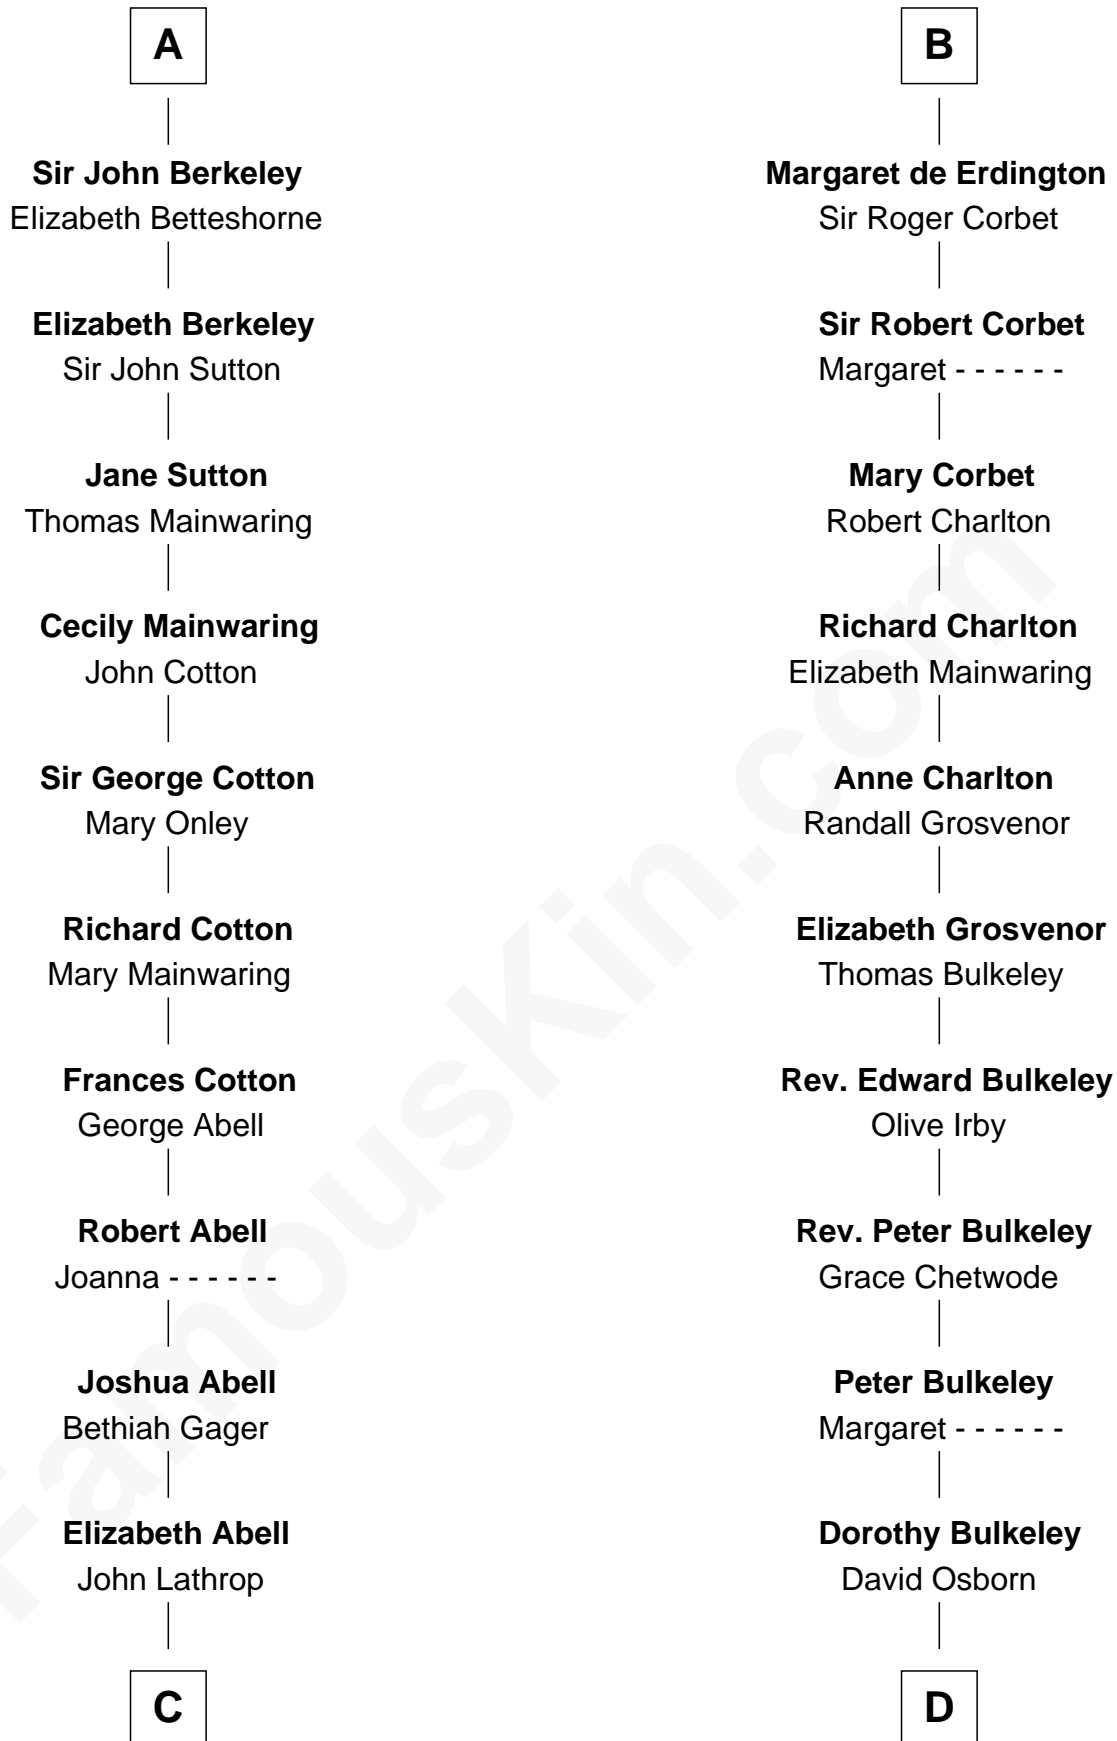 A
Sir John Berkeley
Elizabeth Betteshorne
Elizabeth Berkeley
Sir John Sutton
Jane Sutton
Thomas Mainwaring
Cecily Mainwaring
John Cotton
Sir George Cotton
Mary Onley
Richard Cotton
Mary Mainwaring
Frances Cotton
George Abell
Robert Abell
Joanna - - - - - -
Joshua Abell
Bethiah Gager
Elizabeth Abell
John Lathrop
C
B
Margaret de Erdington
Sir Roger Corbet
Sir Robert Corbet
Margaret - - - - - -
Mary Corbet
Robert Charlton
Richard Charlton
Elizabeth Mainwaring
Anne Charlton
Randall Grosvenor
Elizabeth Grosvenor
Thomas Bulkeley
Rev. Edward Bulkeley
Olive Irby
Rev. Peter Bulkeley
Grace Chetwode
Peter Bulkeley
Margaret - - - - - -
Dorothy Bulkeley
David Osborn
D
FamousKin.com